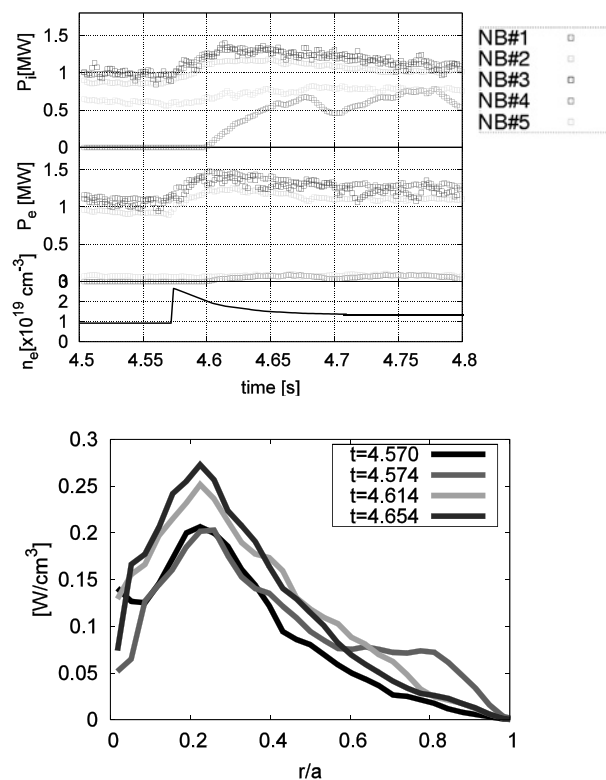 P_i[MW]
1.5
1
0.5
0
NB#1
NB#2
NB#3
NB#4
NB#5
P_e [MW]
1.5
1
0.5
0
n_e[x10^19 cm^-3]
3
2
1
0
4.5 4.55 4.6 4.65 4.7 4.75 4.8
time [s]
[W/cm^3]
0.3
0.25
0.2
0.15
0.1
0.05
0
t=4.570
t=4.574
t=4.614
t=4.654
0 0.2 0.4 0.6 0.8 1
r/a